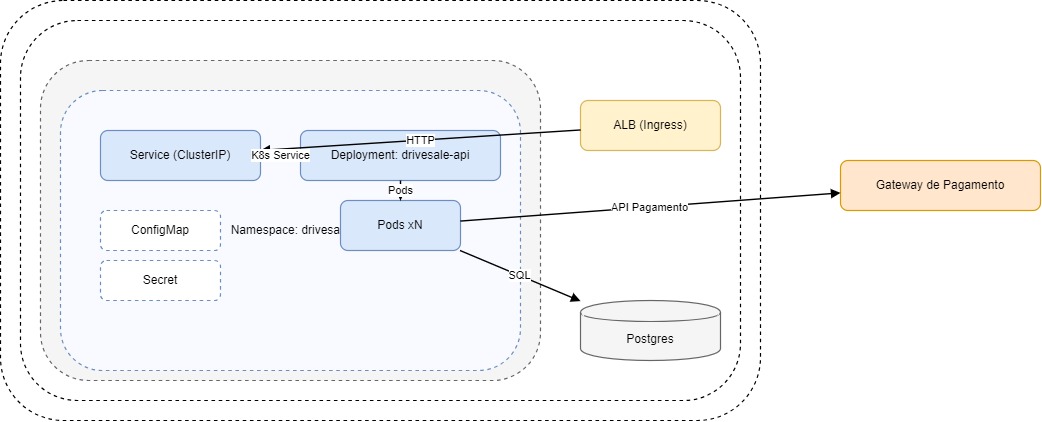 ALB (Ingress)
HTTP
Service (ClusterIP)
K8s Service
Deployment: drivesale-api
Gateway de Pagamento
Pods
API Pagamento
ConfigMap
Namespace: drivesa
Pods xN
Secret
SQL
Postgres